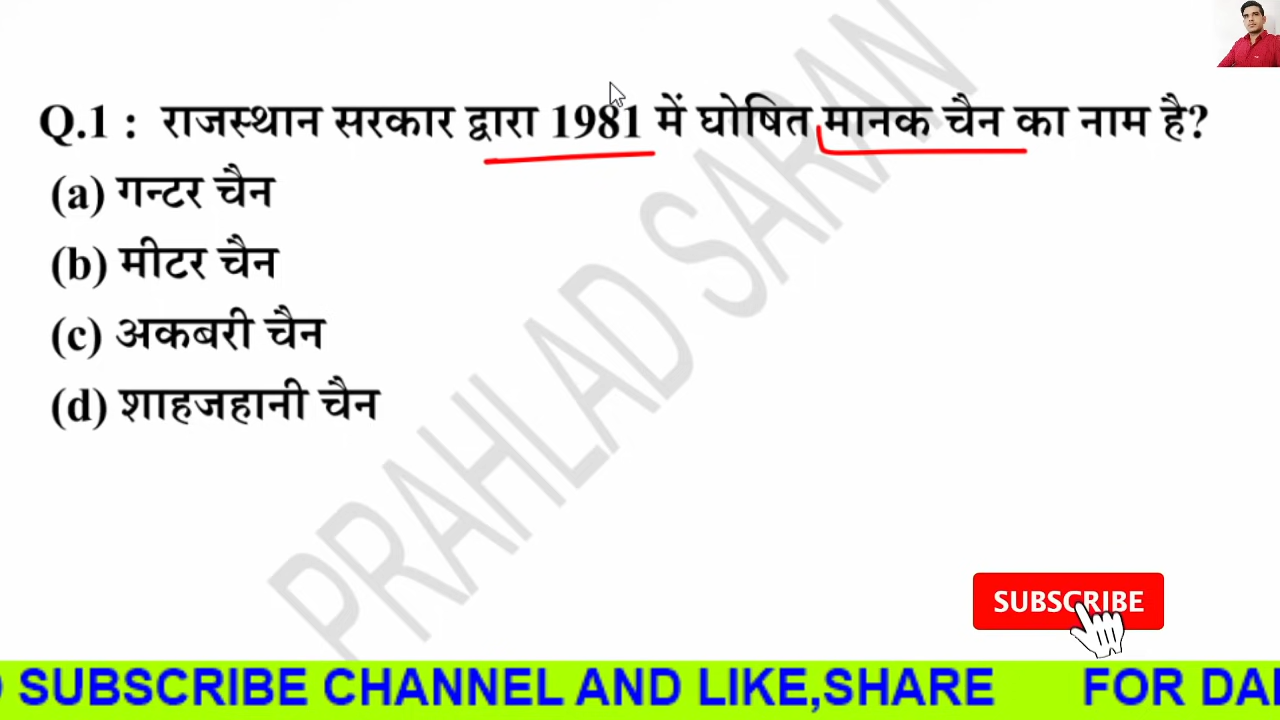 Q.1 : राजस्थान सरकार द्वारा 1981 में घोषित मानक चैन का नाम है?
(a) गन्टर चैन
(b) मीटर चैन
(c) अकबरी चैन
(d) शाहजहानी चैन
PRAHLAD SARAN
SUBSCRIBE
SUBSCRIBE CHANNEL AND LIKE,SHARE FOR